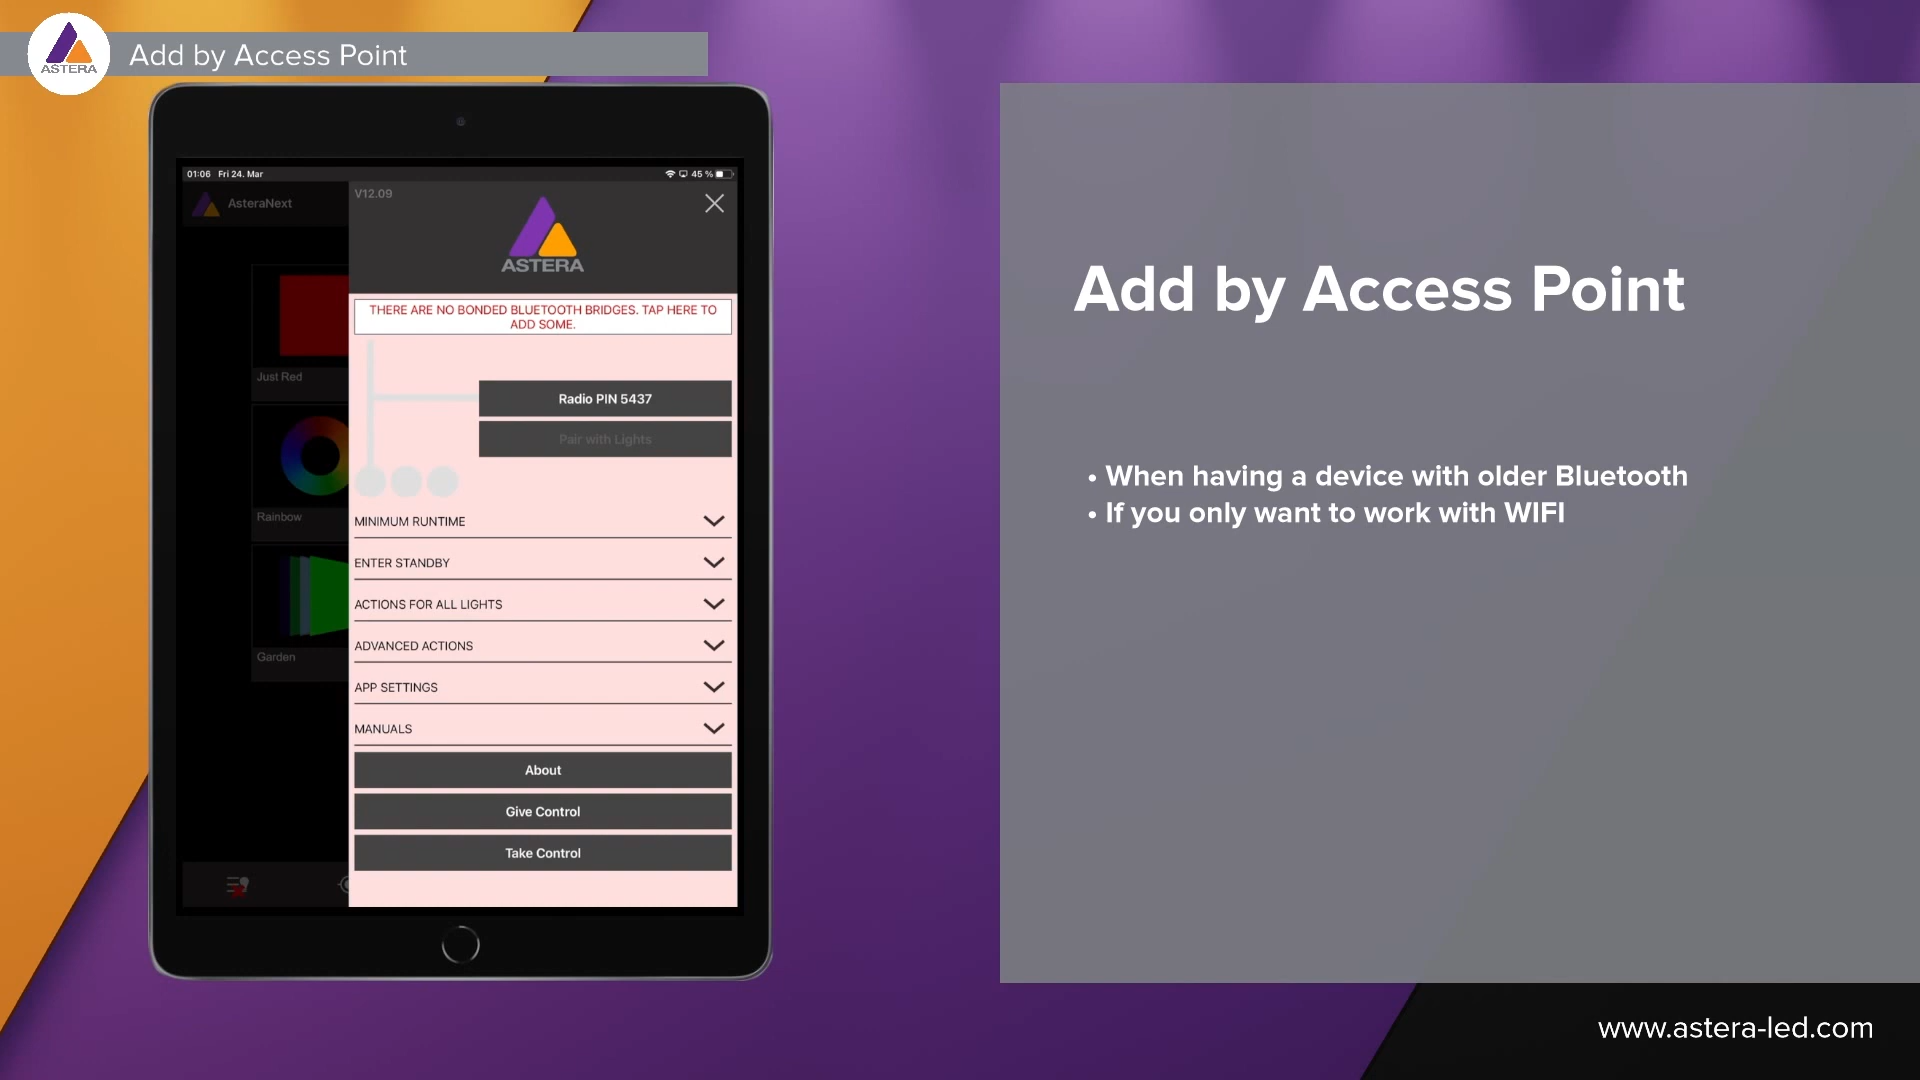 ASTERA
Add by Access Point
01:06 Fri 24. Mar
45 %
AsteraNext
V12.09
ASTERA
THERE ARE NO BONDED BLUETOOTH BRIDGES. TAP HERE TO
ADD SOME.
Just Red
Radio PIN 5437
Pair with Lights
Rainbow
MINIMUM RUNTIME
ENTER STANDBY
ACTIONS FOR ALL LIGHTS
ADVANCED ACTIONS
Garden
APP SETTINGS
MANUALS
About
Give Control
Take Control
Add by Access Point
• When having a device with older Bluetooth
• If you only want to work with WIFI
www.astera-led.com